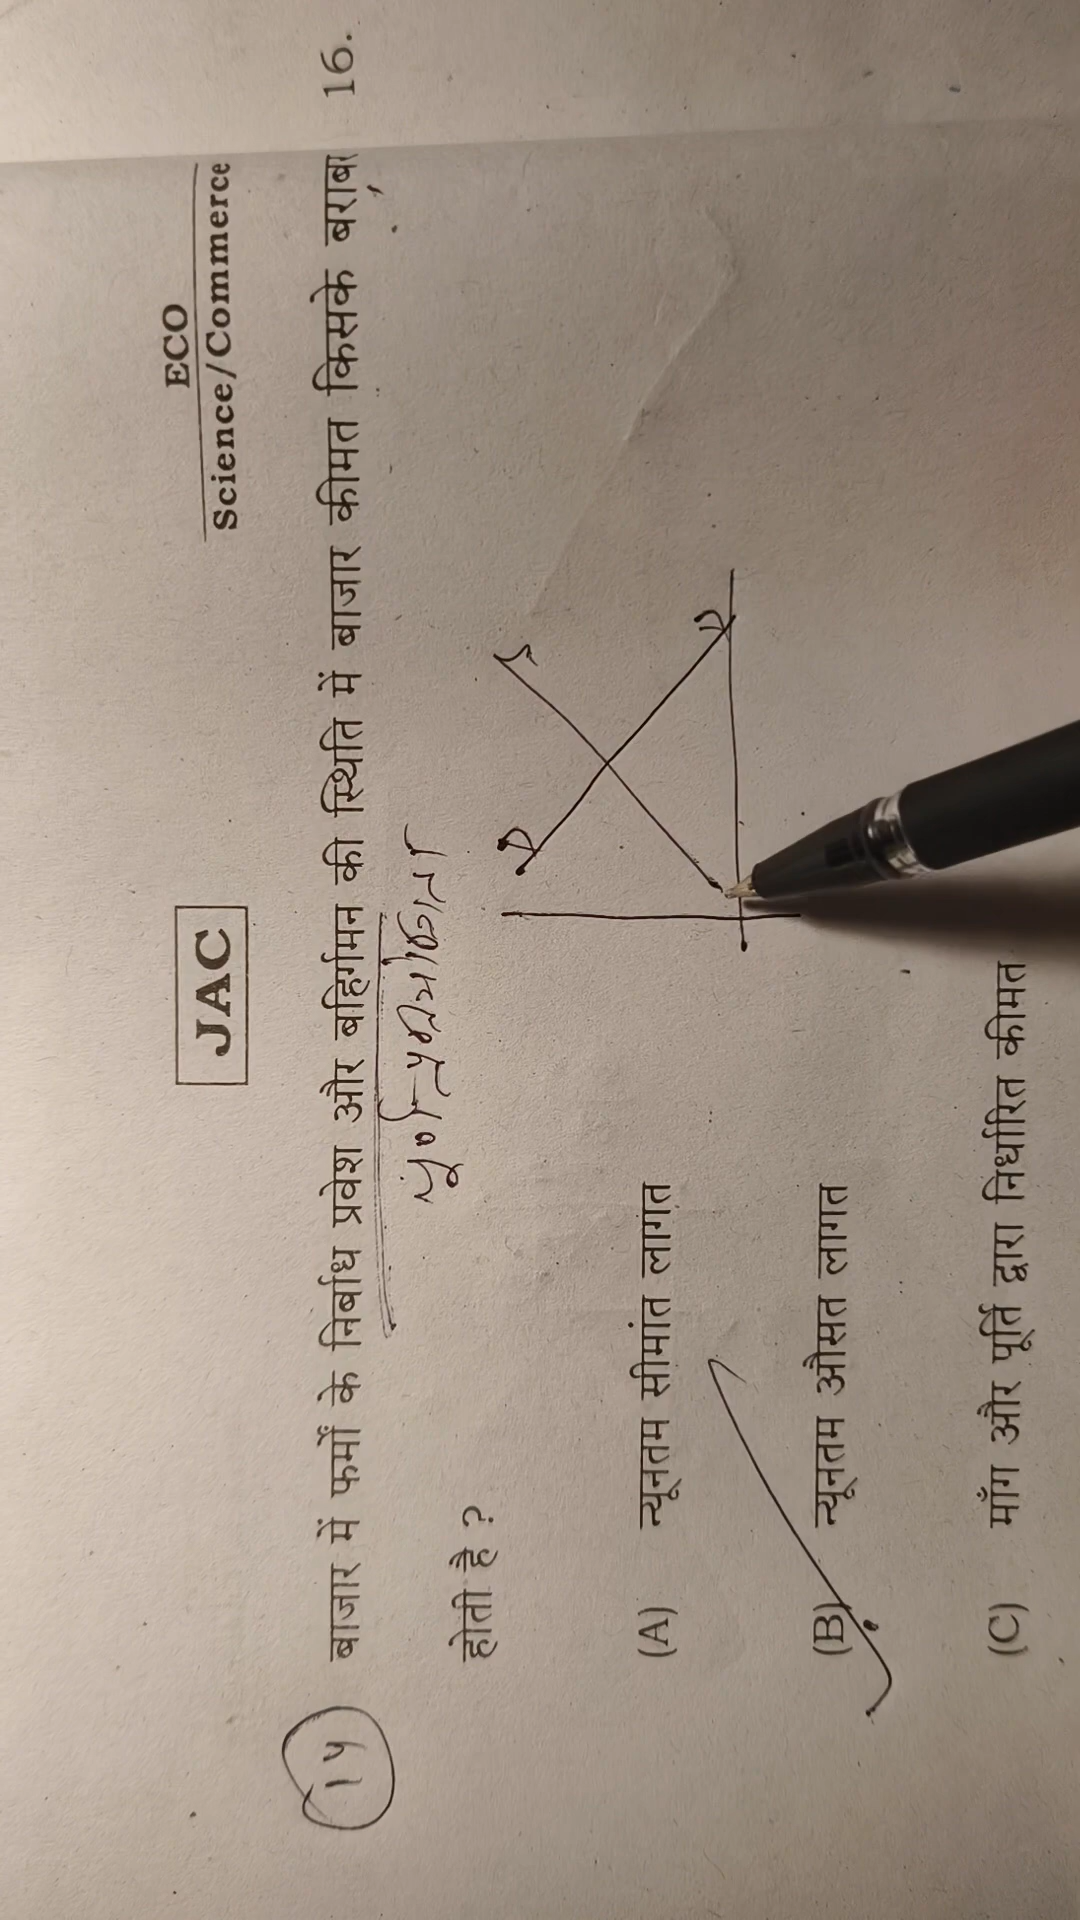 JAC
ECO
Science/Commerce
बाजार में फर्मों के निर्बाध प्रवेश और बहिर्गमन की स्थिति में बाजार कीमत किसके बराबर
16.
पूर्ण प्रतियोगिता
होती है ?
D
S
D
(A) न्यूनतम सीमांत लागत
(B) न्यूनतम औसत लागत
(C) माँग और पूर्ति द्वारा निर्धारित कीमत